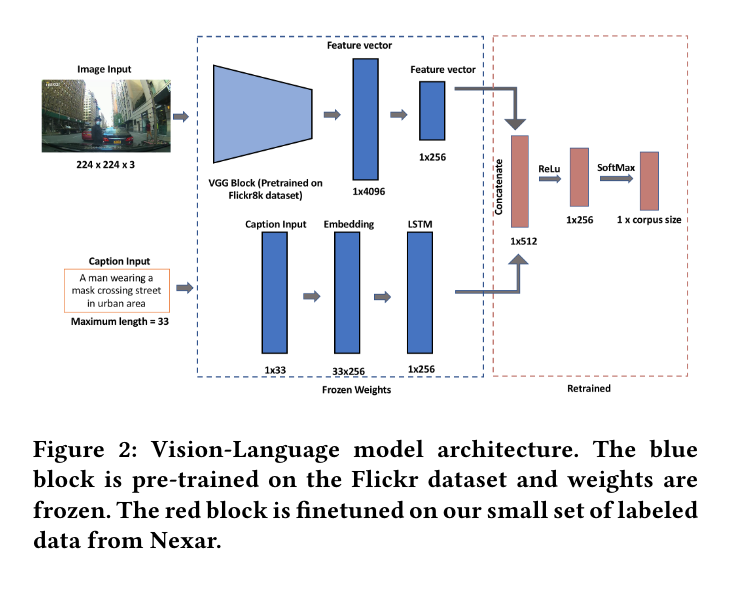 Image Input
224 x 224 x 3
Feature vector
Feature vector
VGG Block (Pretrained on
Flickr8k dataset)
1x4096
1x256
Caption Input
A man wearing a
mask crossing street
in urban area
Maximum length = 33
Caption Input
Embedding
LSTM
1x33
33x256
1x256
Frozen Weights
Concatenate
1x512
ReLu
1x256
SoftMax
1 x corpus size
Retrained
Figure 2: Vision-Language model architecture. The blue
block is pre-trained on the Flickr dataset and weights are
frozen. The red block is finetuned on our small set of labeled
data from Nexar.